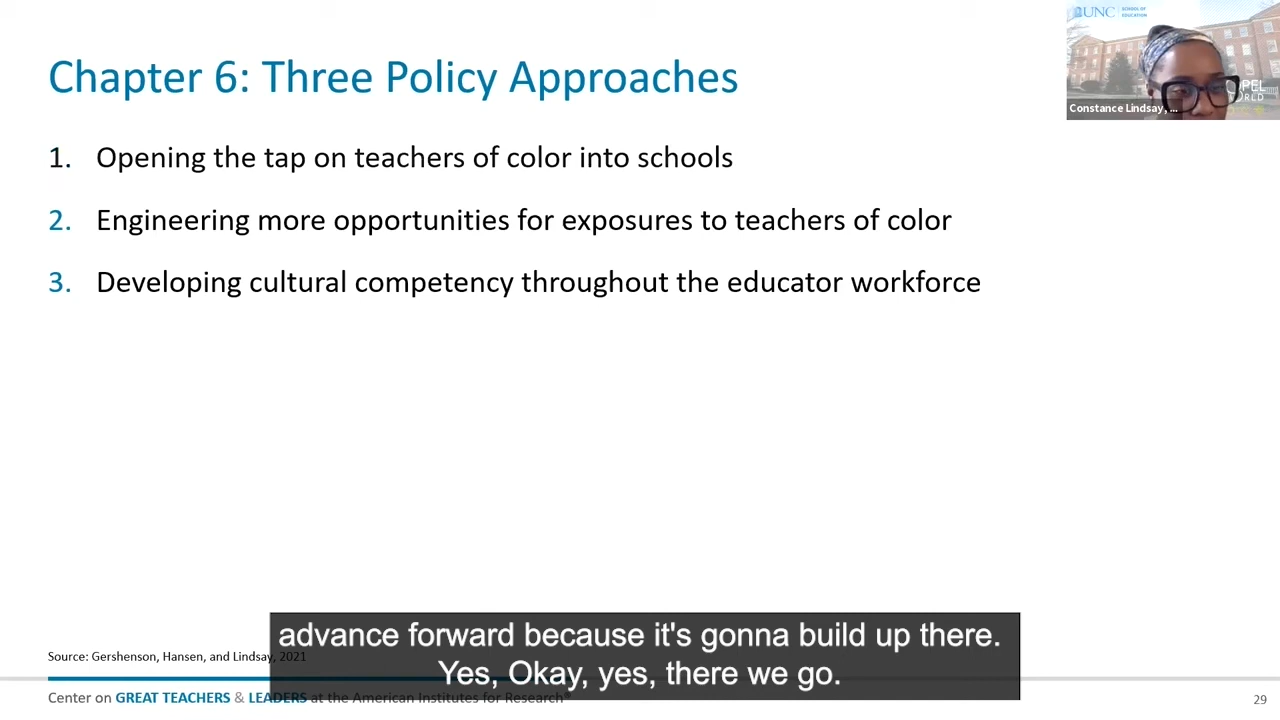 UNC SCHOOL OF
EDUCATION
Constance Lindsay, ...
Chapter 6: Three Policy Approaches
1. Opening the tap on teachers of color into schools
2. Engineering more opportunities for exposures to teachers of color
3. Developing cultural competency throughout the educator workforce
advance forward because it's gonna build up there.
Yes, Okay, yes, there we go.
Source: Gershenson, Hansen, and Lindsay, 2021
Center on GREAT TEACHERS & LEADERS at the American Institutes for Research®
29